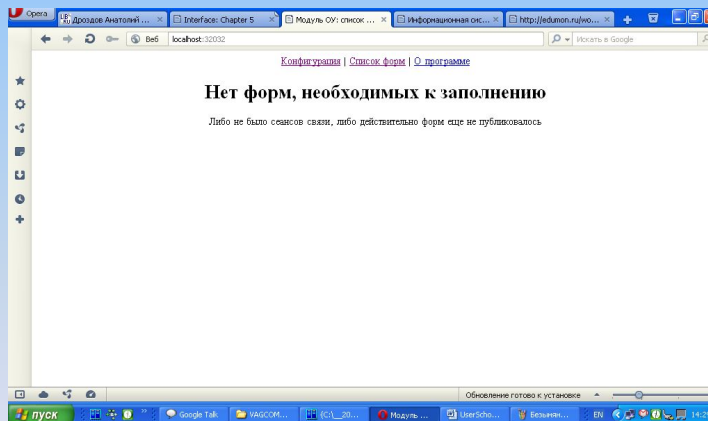 Opera
Дроздов Анатолий ...
Interface: Chapter 5
Модуль ОУ: список ...
Информационная сис...
http://edumon.ru/wo...
Веб
localhost:32032
Искать в Google
Конфигурация | Список форм | О программе
Нет форм, необходимых к заполнению
Либо не было сеансов связи, либо действительно форм еще не публиковалось
Обновление готово к установке
пуск
Google Talk
VAGCOM...
{C:\__20...
Модуль ...
UserScho...
Безымян...
EN